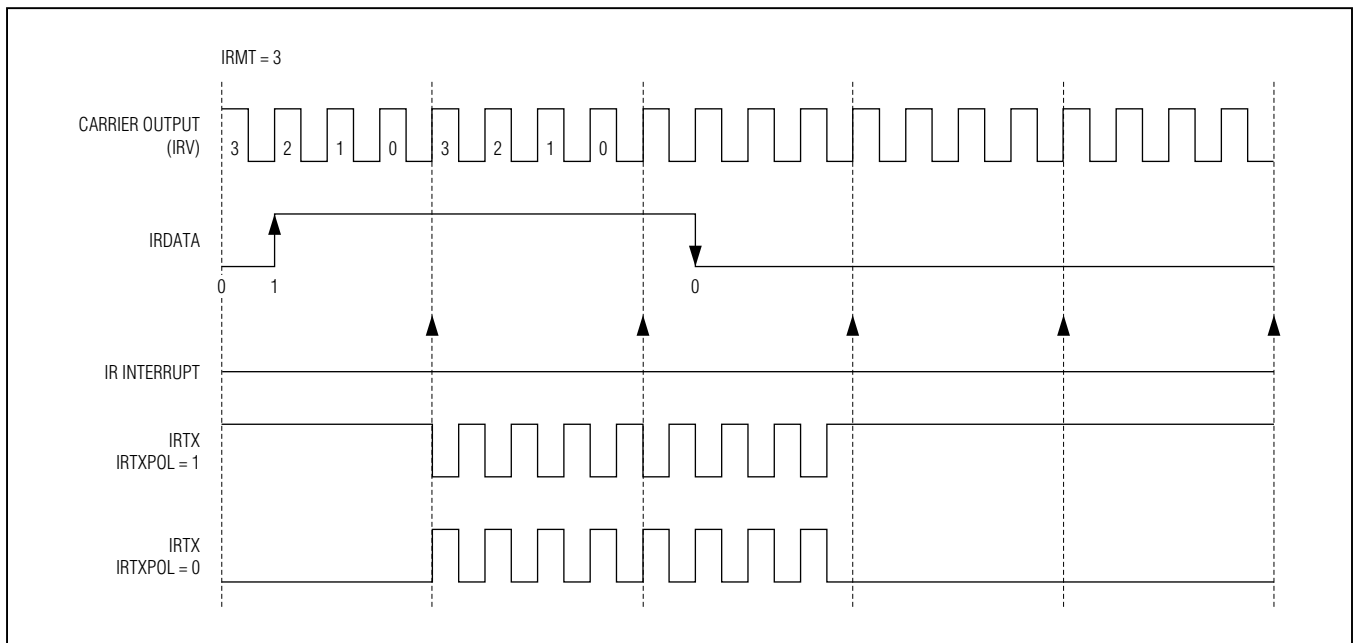 IRMT = 3
CARRIER OUTPUT
(IRV)
3 2 1 0 3 2 1 0
IRDATA
0 1 0
IR INTERRUPT
IRTX
IRTXPOL = 1
IRTX
IRTXPOL = 0